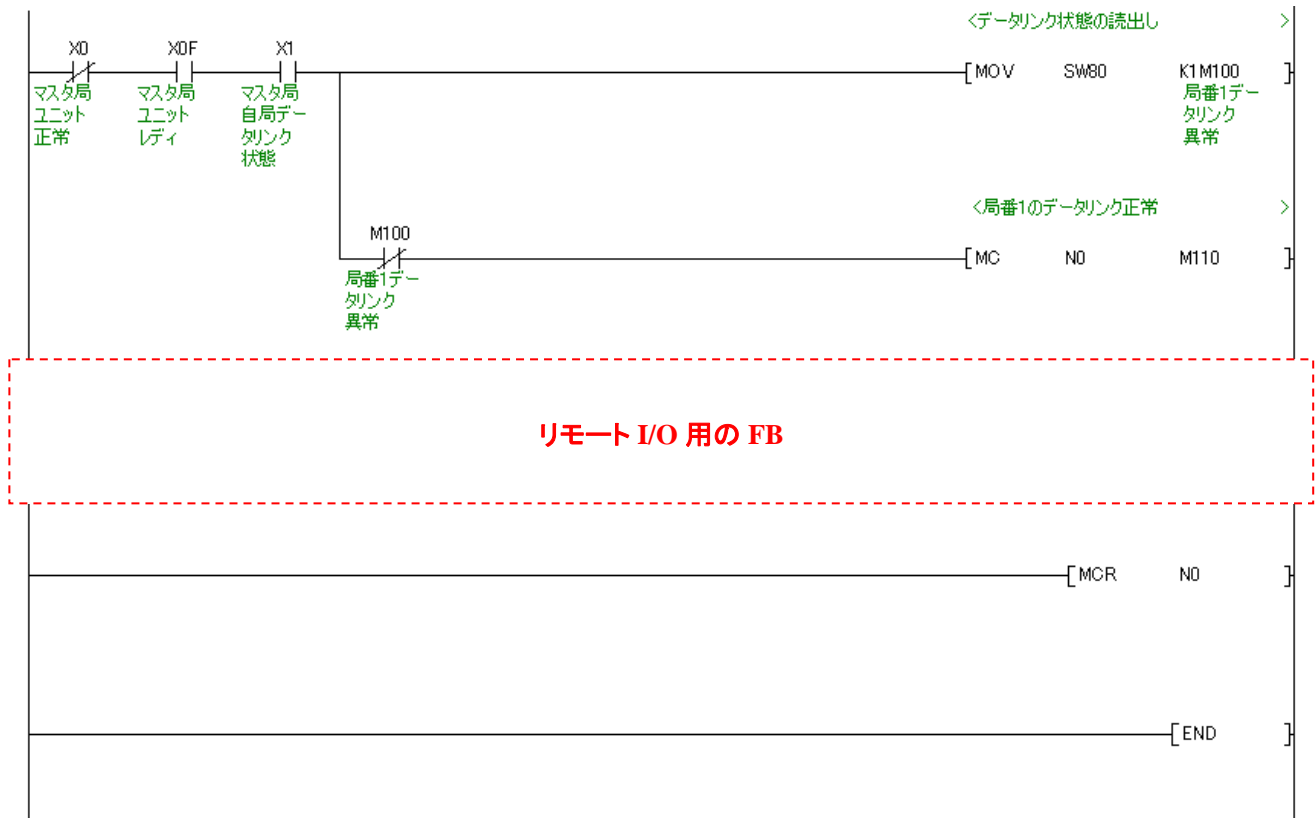 <データリンク状態の読出し >
X0 X0F X1
[MOV SW80 K1M100 ]
マスタ局
ユニット
正常
マスタ局
ユニット
レディ
マスタ局
自局デー
タリンク
状態
局番1デー
タリンク
異常
<局番1のデータリンク正常 >
M100
[MC N0 M110 ]
局番1デー
タリンク
異常
リモート I/O 用の FB
[MCR N0 ]
[END ]